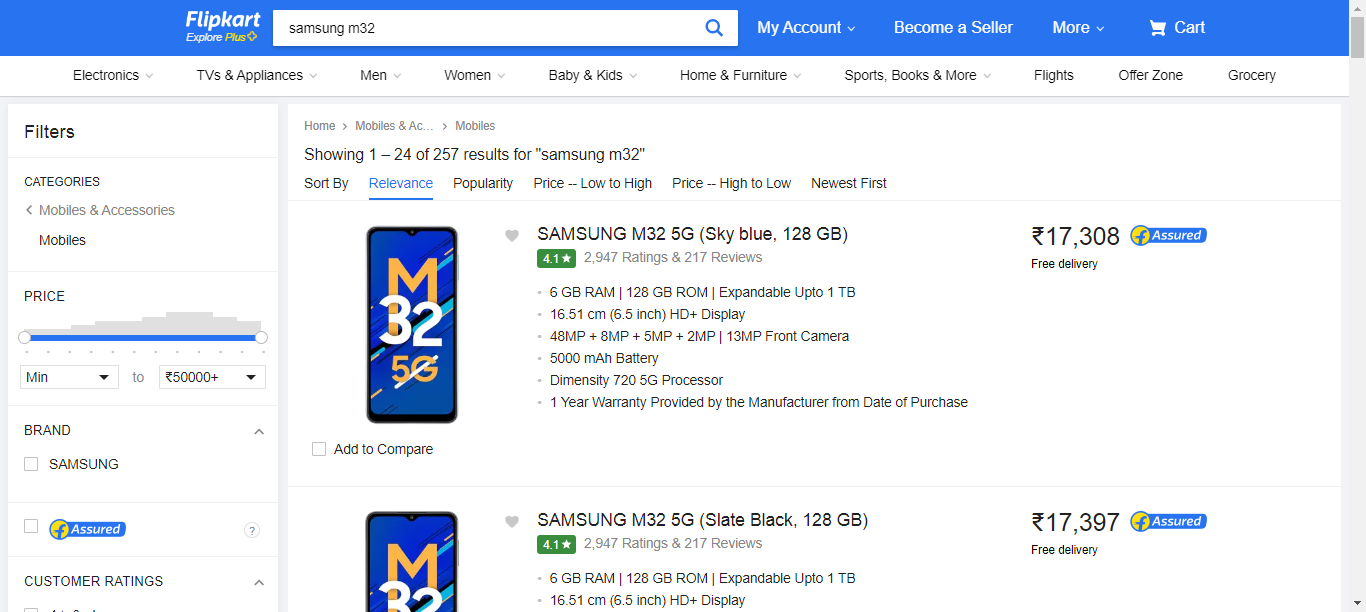 Flipkart
Explore Plus
samsung m32
My Account
Become a Seller
More
Cart
Electronics
TVs & Appliances
Men
Women
Baby & Kids
Home & Furniture
Sports, Books & More
Flights
Offer Zone
Grocery
Filters
CATEGORIES
Mobiles & Accessories
Mobiles
PRICE
Min
to
₹50000+
BRAND
SAMSUNG
Assured
?
CUSTOMER RATINGS
Home > Mobiles & Ac... > Mobiles
Showing 1 – 24 of 257 results for "samsung m32"
Sort By
Relevance
Popularity
Price -- Low to High
Price -- High to Low
Newest First
M
32
5G
Add to Compare
SAMSUNG M32 5G (Sky blue, 128 GB)
4.1★ 2,947 Ratings & 217 Reviews
6 GB RAM | 128 GB ROM | Expandable Upto 1 TB
16.51 cm (6.5 inch) HD+ Display
48MP + 8MP + 5MP + 2MP | 13MP Front Camera
5000 mAh Battery
Dimensity 720 5G Processor
1 Year Warranty Provided by the Manufacturer from Date of Purchase
₹17,308
Assured
Free delivery
M
32
SAMSUNG M32 5G (Slate Black, 128 GB)
4.1★ 2,947 Ratings & 217 Reviews
6 GB RAM | 128 GB ROM | Expandable Upto 1 TB
16.51 cm (6.5 inch) HD+ Display
₹17,397
Assured
Free delivery